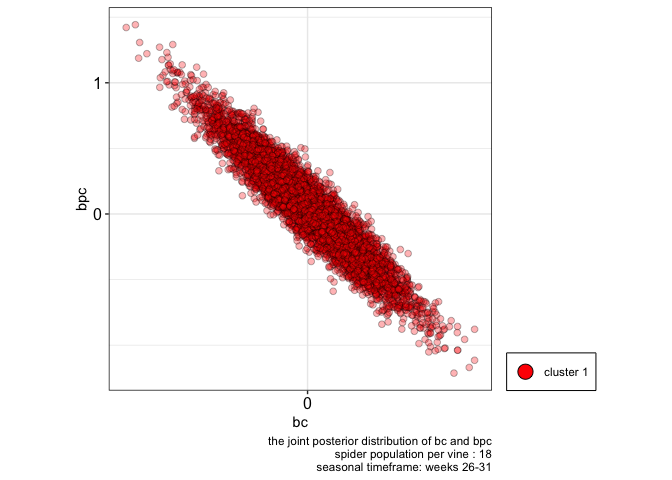 1
0
bpc
0
bc
cluster 1
the joint posterior distribution of bc and bpc
spider population per vine : 18
seasonal timeframe: weeks 26-31